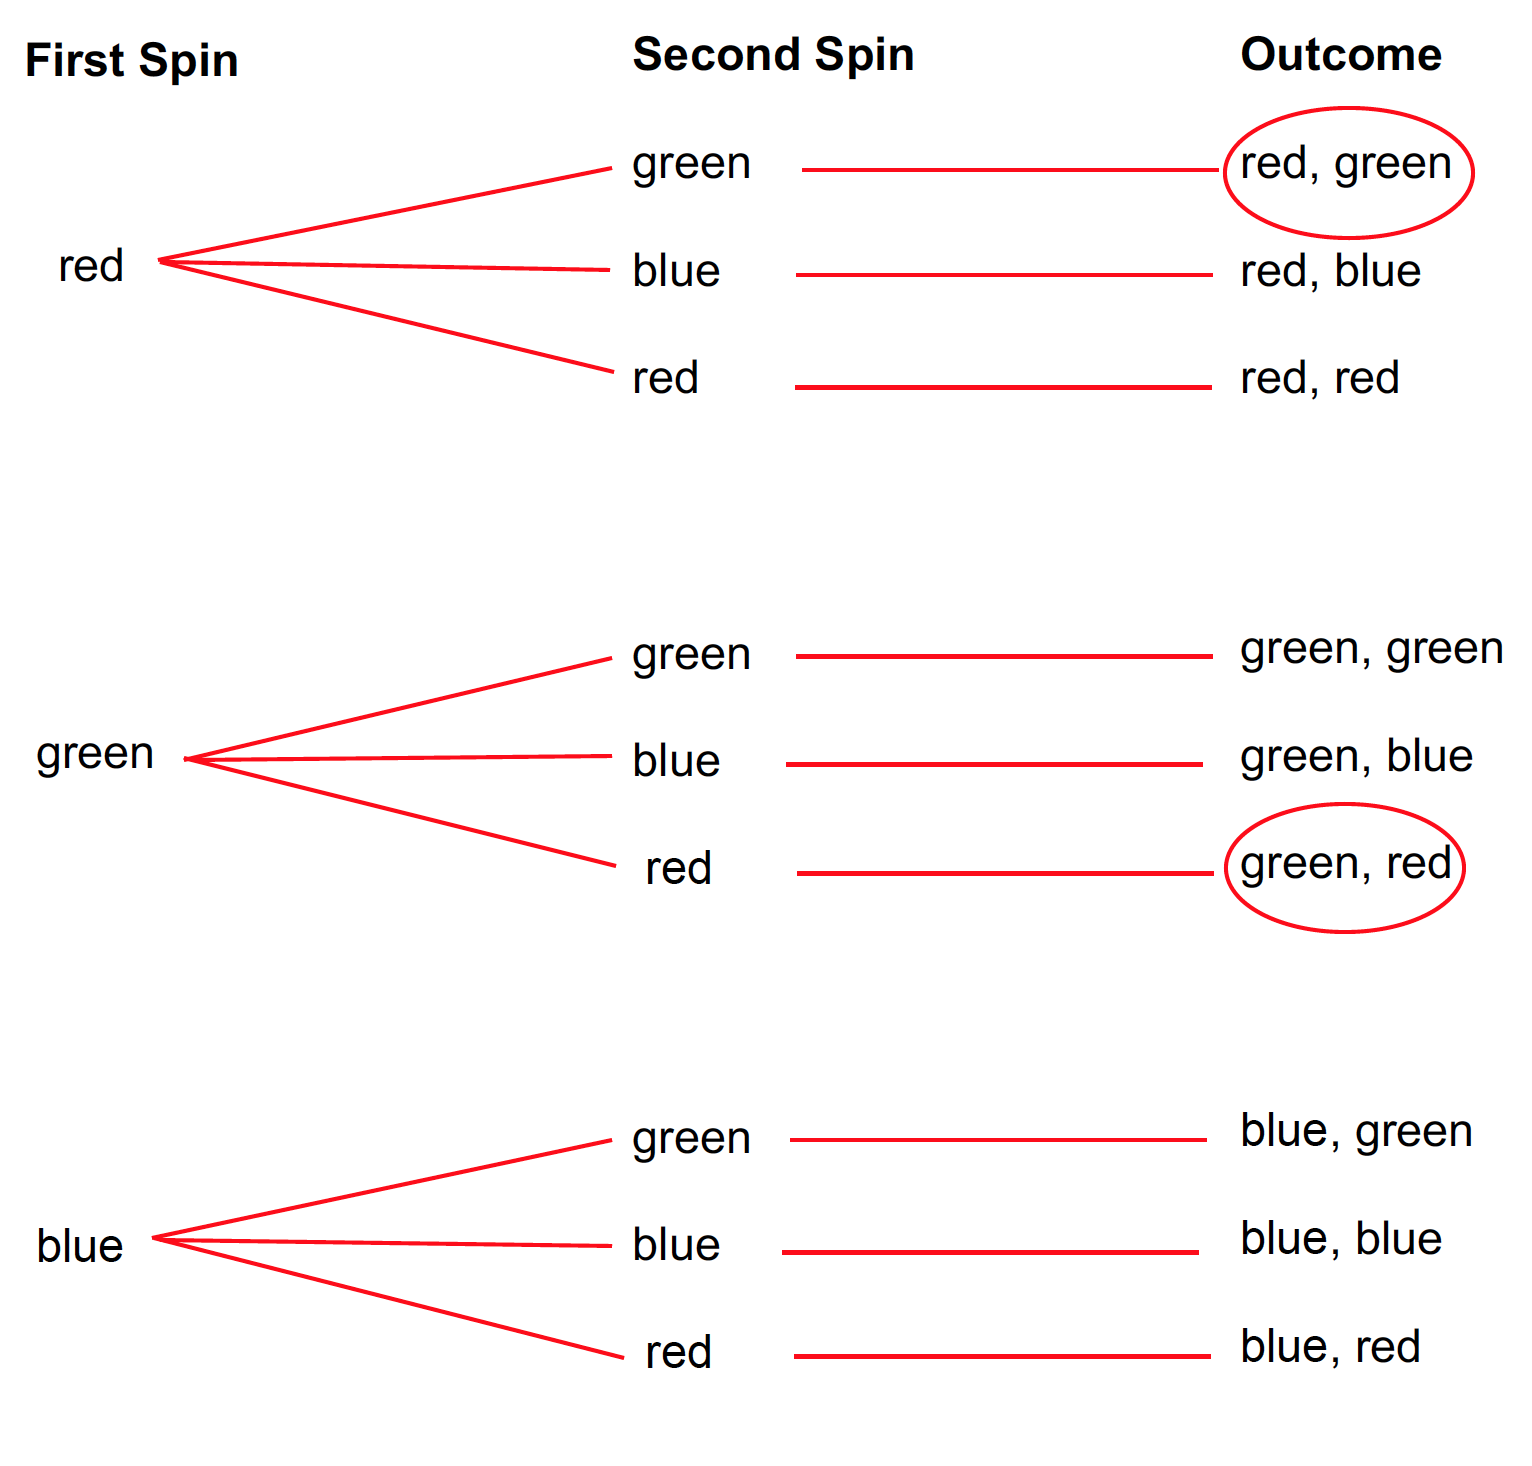 First Spin Second Spin Outcome
green red, green
red blue blue red, blue
red red, red
green green, green
green blue green, blue
red green, red
green blue, green
blue blue blue, blue
red blue, red